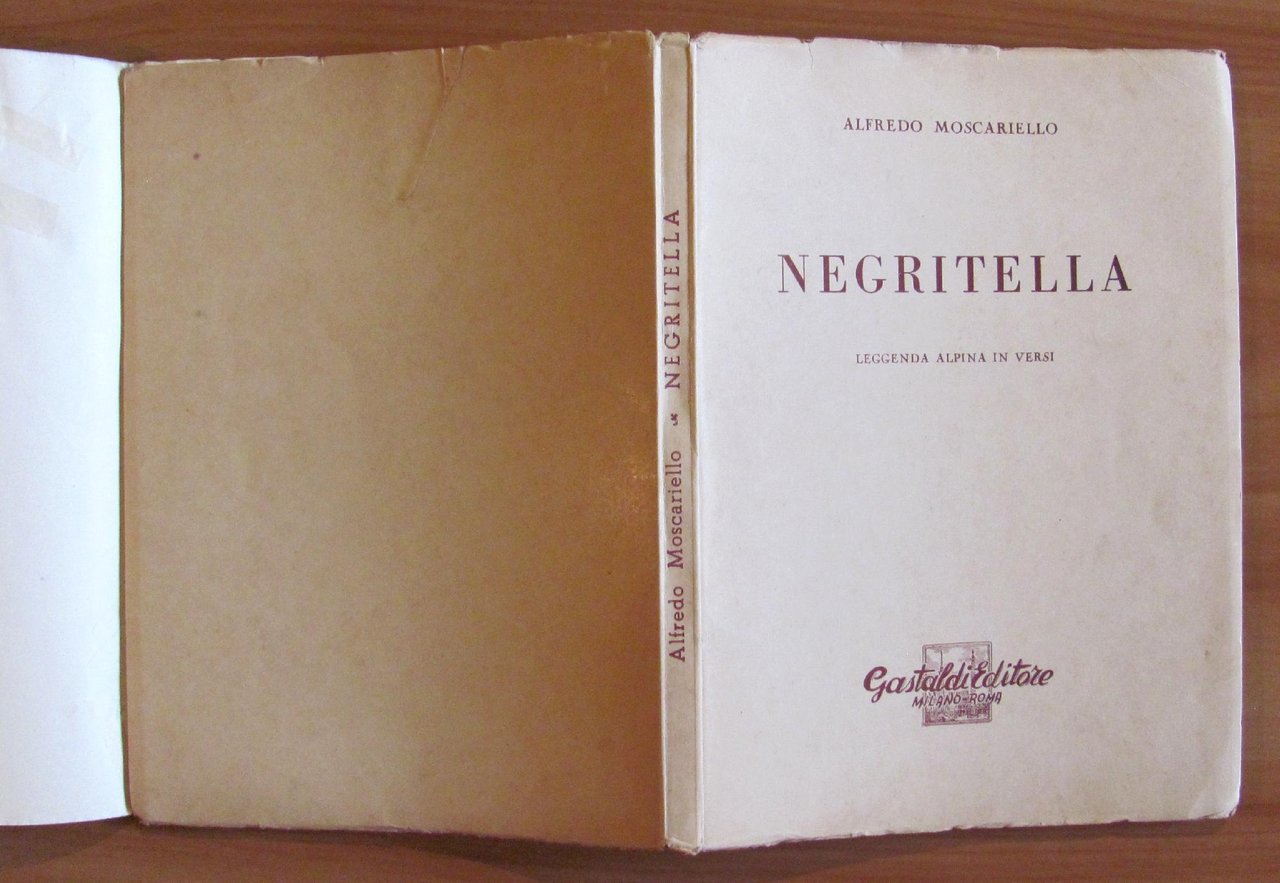 Alfredo Moscariello NEGRITELLA
ALFREDO MOSCARIELLO
NEGRITELLA
LEGGENDA ALPINA IN VERSI
Gastaldi Editore
MILANO-ROMA